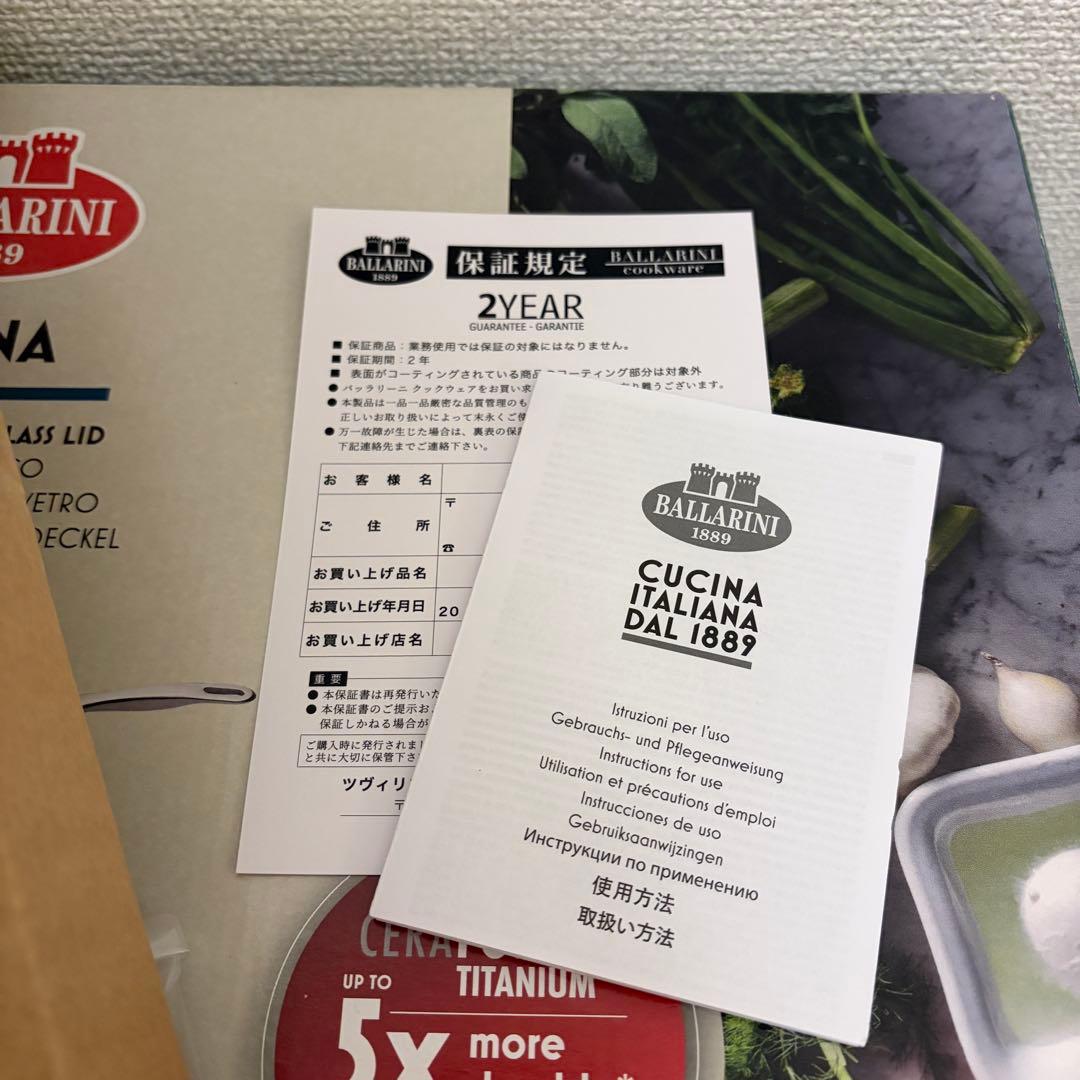 BALLARINI
1889
保証規定
BALLARINI
cookware
2YEAR
GUARANTEE - GARANTIE
■ 保証商品：業務使用では保証の対象にはなりません。
■ 保証期間：2年
■ 表面がコーティングされている商品のコーティング部分は対象外
● バッラリーニ クックウェアをお買い求 難うございます。
● 本製品は一品一品厳密な品質管理のも
正しいお取り扱いによって末永くご使
● 万一故障が生じた場合は、裏表の保証
下記連絡先までご連絡下さい。
お客様名
ご住所
〒
☎
お買い上げ品名
お買い上げ年月日 20
お買い上げ店名
重要
● 本保証書は再発行いた
● 本保証書のご提示お
保証しかねる場合が
ご購入時に発行されまし
と共に大切に保管下さ
ツヴィリ
〒
BALLARINI
1889
CUCINA
ITALIANA
DAL 1889
Istruzioni per l'uso
Gebrauchs- und Pflegeanweisung
Instructions for use
Utilisation et précautions d'emploi
Instrucciones de uso
Gebruiksaanwijzingen
Инструкции по применению
使用方法
取扱い方法
LARINI
89
NA
LASS LID
CO
VETRO
DECKEL
CERA
TITANIUM
UP TO
5x more